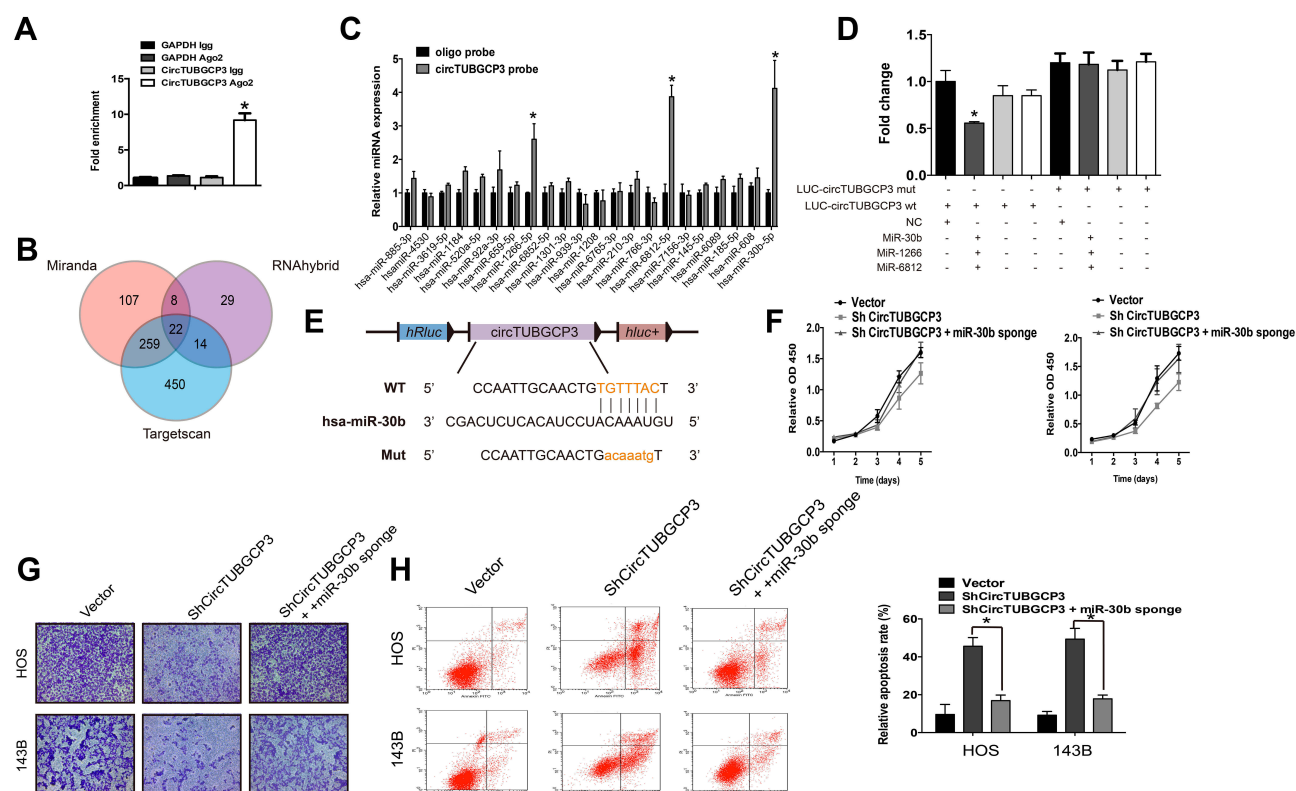 A
GAPDH Igg
GAPDH Ago2
CircTUBGCP3 Igg
CircTUBGCP3 Ago2
Fold enrichment
15
10
5
0
*
B
Miranda
RNAhybrid
107
8
29
22
259
14
450
Targetscan
C
oligo probe
circTUBGCP3 probe
Relative miRNA expression
5
4
3
2
1
0
*
*
*
hsa-miR-885-3p
hsamiR-4530
hsa-miR-3619-5p
hsa-miR-1184
hsa-miR-520a-5p
hsa-miR-92a-3p
hsa-miR-659-5p
hsa-miR-1266-5p
hsa-miR-6852-5p
hsa-miR-1301-3p
hsa-miR-939-3p
hsa-miR-1208
hsa-miR-6765-3p
hsa-miR-2110-3p
hsa-miR-766-3p
hsa-miR-6812-5p
hsa-miR-7156-3p
hsa-miR-145-5p
hsa-miR-6089
hsa-miR-185-5p
hsa-miR-608
hsa-miR-30b-5p
D
Fold change
1.5
1.0
0.5
0.0
*
LUC-circTUBGCP3 mut - - - - + + + +
LUC-circTUBGCP3 wt + + + + - - - -
NC + - - - + - - -
MiR-30b - + - - - + - -
MiR-1266 - + - - - + - -
MiR-6812 - + - - - + - -
E
hRluc
circTUBGCP3
hluc+
WT 5’ CCAATTGCAACTGTGTTTACT 3’
hsa-miR-30b 3’ CGACUCUCACAUCCUACAAAUGU 5’
Mut 5’ CCAATTGCAACTGacaaatgT 3’
F
Vector
Sh CircTUBGCP3
Sh CircTUBGCP3 + miR-30b sponge
Relative OD 450
2.0
1.5
1.0
0.5
0.0
1 2 3 4 5
Time (days)
Vector
Sh CircTUBGCP3
Sh CircTUBGCP3 + miR-30b sponge
Relative OD 450
2.0
1.5
1.0
0.5
0.0
1 2 3 4 5
Time (days)
G
Vector
ShCircTUBGCP3
ShCircTUBGCP3
+ +miR-30b sponge
HOS
143B
H
Vector
ShCircTUBGCP3
ShCircTUBGCP3
+ +miR-30b sponge
HOS
143B
Annexin FITC
Annexin FITC
Annexin FITC
Vector
ShCircTUBGCP3
ShCircTUBGCP3 + miR-30b sponge
Relative apoptosis rate (%)
60
40
20
0
*
*
HOS
143B